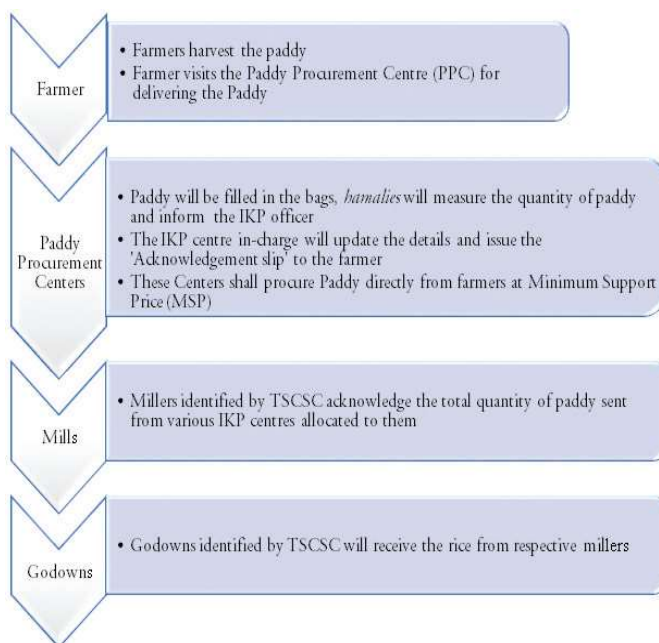 Farmer
• Farmers harvest the paddy
• Farmer visits the Paddy Procurement Centre (PPC) for
delivering the Paddy
Paddy
Procurement
Centers
• Paddy will be filled in the bags, hamalies will measure the quantity of paddy
and inform the IKP officer
• The IKP centre in-charge will update the details and issue the
'Acknowledgement slip' to the farmer
• These Centers shall procure Paddy directly from farmers at Minimum Support
Price (MSP)
Mills
• Millers identified by TSCSC acknowledge the total quantity of paddy sent
from various IKP centres allocated to them
Godowns
• Godowns identified by TSCSC will receive the rice from respective millers